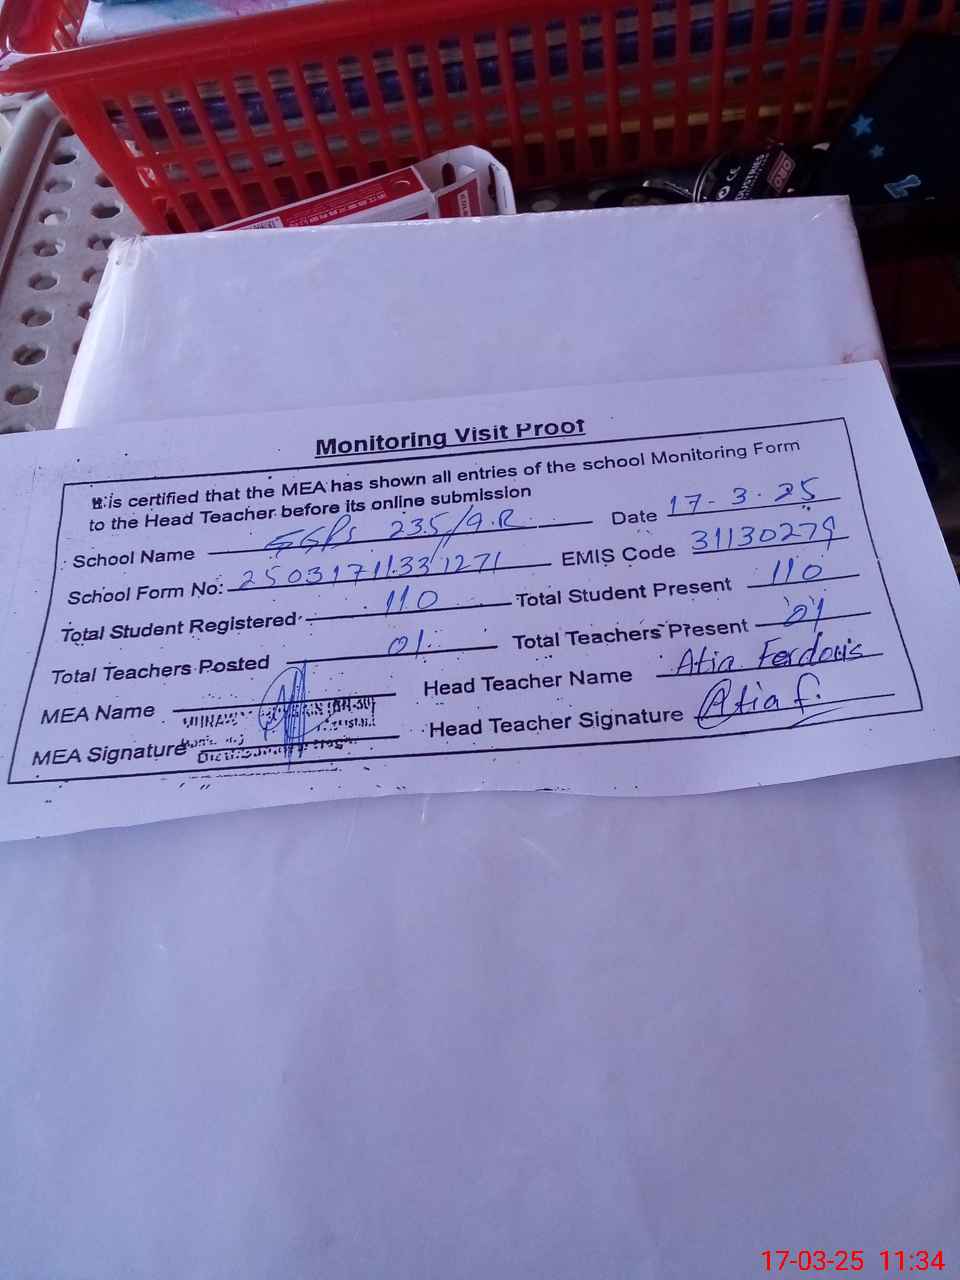 Monitoring Visit Proof
It is certified that the MEA has shown all entries of the school Monitoring Form
to the Head Teacher before its online submission
School Name GGPS 235/9.R Date 17-3-25
School Form No: EMIS Code 31130279
Total Student Registered 110 Total Student Present 110
Total Teachers Posted 01 Total Teachers Present 01
MEA Name Head Teacher Name Atia Ferdous
MEA Signature Head Teacher Signature Atia f.
17-03-25 11:34